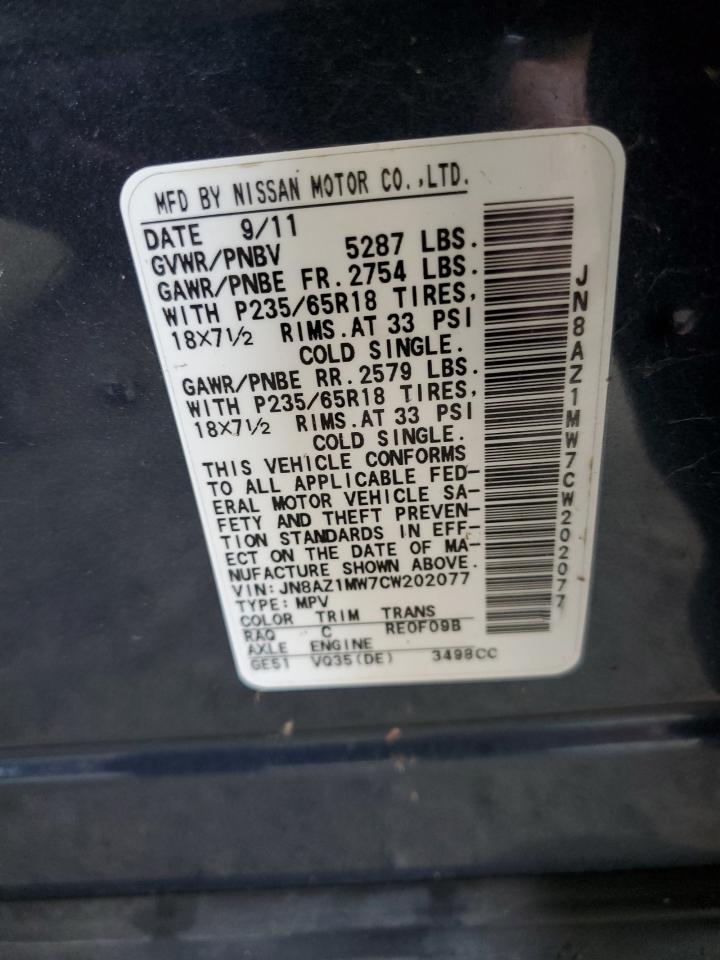 MFD BY NISSAN MOTOR CO.,LTD.
DATE 9/11
GVWR/PNBV 5287 LBS.
GAWR/PNBE FR. 2754 LBS.
WITH P235/65R18 TIRES,
18X7½ RIMS.AT 33 PSI
COLD SINGLE.
GAWR/PNBE RR. 2579 LBS.
WITH P235/65R18 TIRES,
18X7½ RIMS.AT 33 PSI
COLD SINGLE.
THIS VEHICLE CONFORMS
TO ALL APPLICABLE FED-
ERAL MOTOR VEHICLE SA-
FETY AND THEFT PREVEN-
TION STANDARDS IN EFF-
ECT ON THE DATE OF MA-
NUFACTURE SHOWN ABOVE.
VIN:JN8AZ1MW7CW202077
TYPE:MPV
COLOR TRIM TRANS
RAQ C RE0F09B
AXLE ENGINE
GE51 VQ35(DE) 3498CC
JN8AZ1MW7CW202077